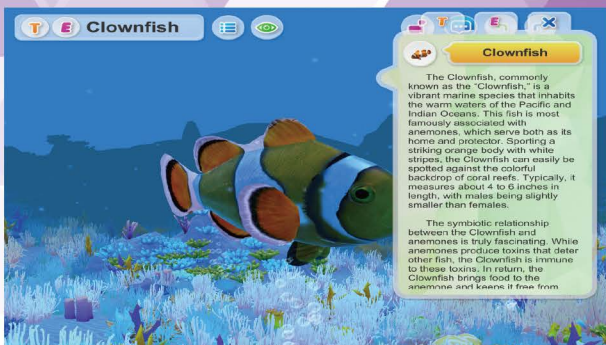 T E Clownfish
T E
Clownfish
The Clownfish, commonly
known as the "Clownfish," is a
vibrant marine species that inhabits
the warm waters of the Pacific and
Indian Oceans. This fish is most
famously associated with
anemones, which serve both as its
home and protector. Sporting a
striking orange body with white
stripes, the Clownfish can easily be
spotted against the colorful
backdrop of coral reefs. Typically, it
measures about 4 to 6 inches in
length, with males being slightly
smaller than females.
The symbiotic relationship
between the Clownfish and
anemones is truly fascinating. While
anemones produce toxins that deter
other fish, the Clownfish is immune
to these toxins. In return, the
Clownfish brings food to the
anemone and keeps it free from